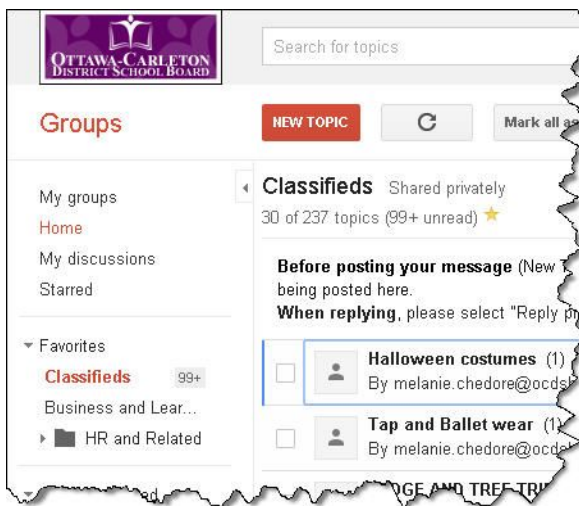 OTTAWA-CARLETON
DISTRICT SCHOOL BOARD
Search for topics
Groups
NEW TOPIC
Mark all as
My groups
Home
My discussions
Starred
Favorites
Classifieds 99+
Business and Lear...
HR and Related
Classifieds Shared privately
30 of 237 topics (99+ unread)
Before posting your message (New
being posted here.
When replying, please select "Reply
Halloween costumes (1)
By melanie.chedore@ocds
Tap and Ballet wear (1)
By melanie.chedore@ocds
AND TREE